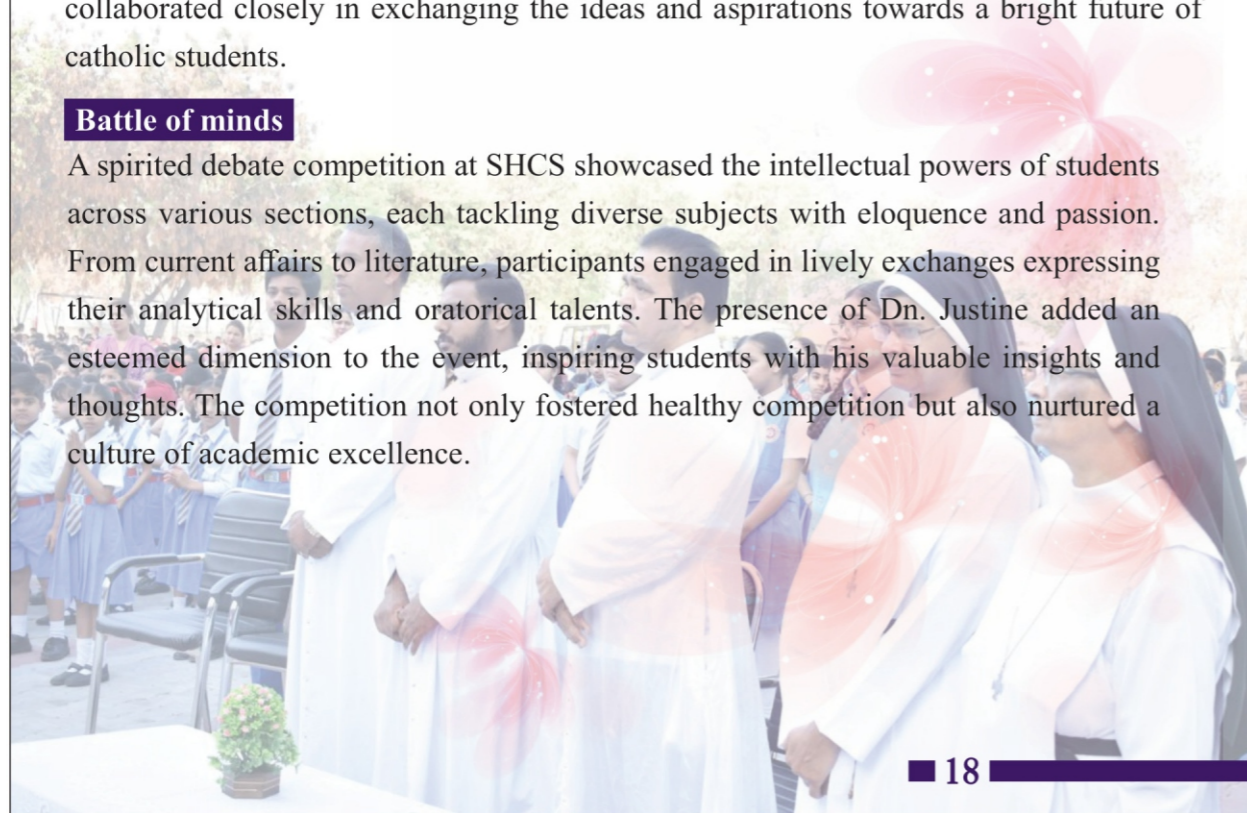 collaborated closely in exchanging the ideas and aspirations towards a bright future of
catholic students.
Battle of minds
A spirited debate competition at SHCS showcased the intellectual powers of students
across various sections, each tackling diverse subjects with eloquence and passion.
From current affairs to literature, participants engaged in lively exchanges expressing
their analytical skills and oratorical talents. The presence of Dn. Justine added an
esteemed dimension to the event, inspiring students with his valuable insights and
thoughts. The competition not only fostered healthy competition but also nurtured a
culture of academic excellence.
18